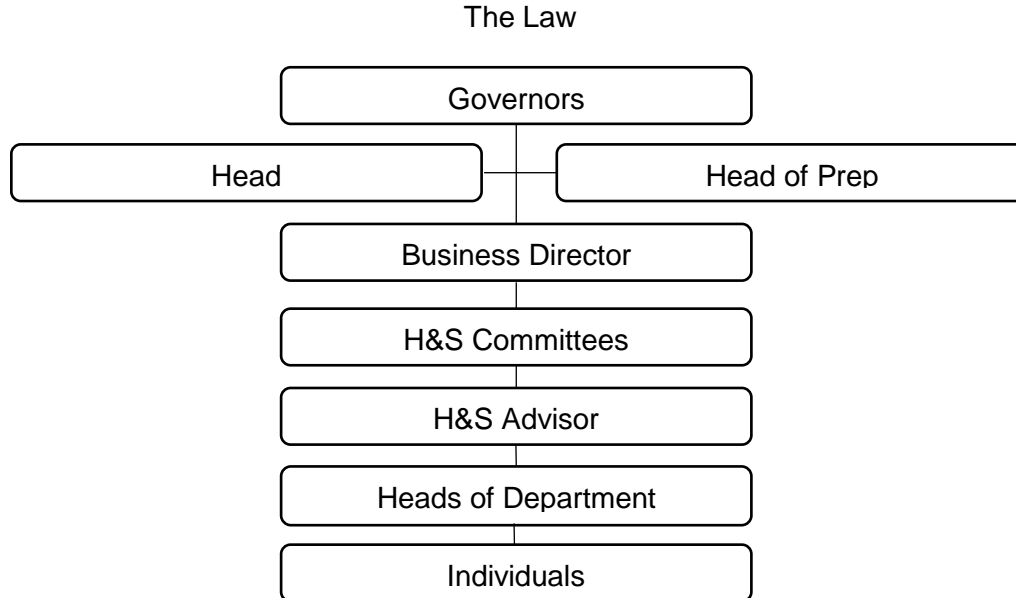 The Law
Governors
Head
Head of Prep
Business Director
H&S Committees
H&S Advisor
Heads of Department
Individuals